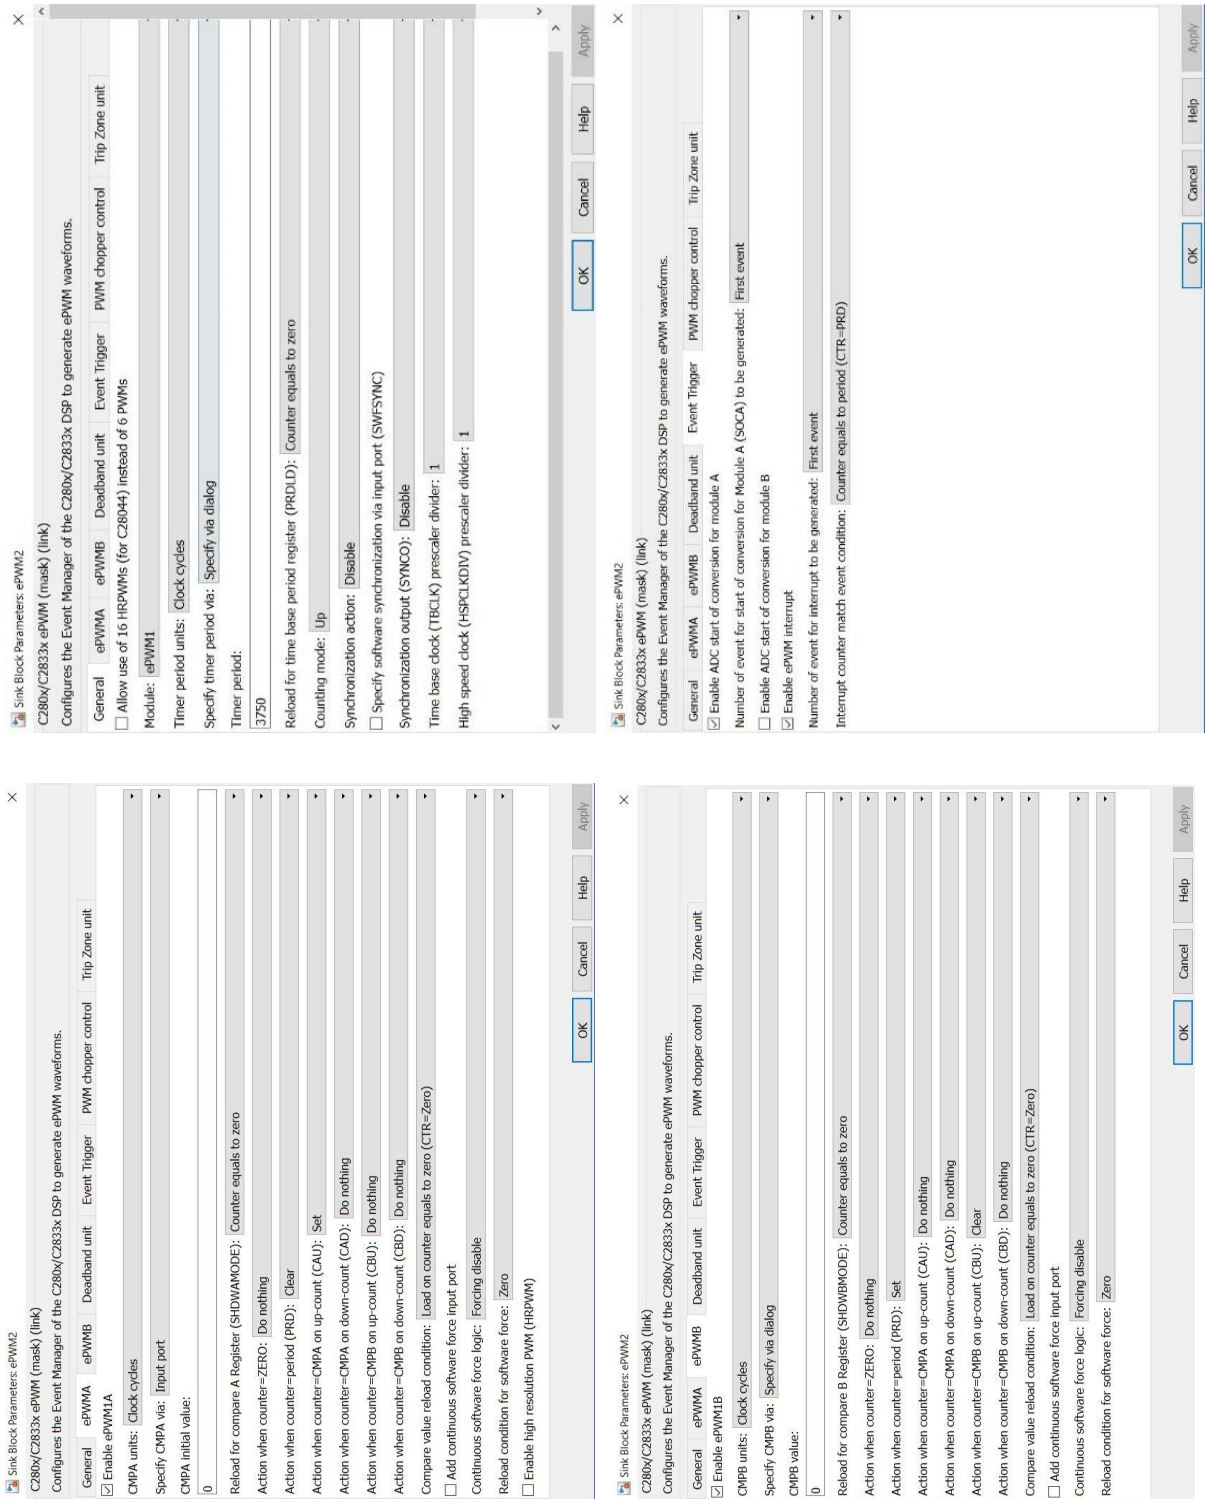 Sink Block Parameters: ePWM2
C280x/C2833x ePWM (mask) (link)
Configures the Event Manager of the C280x/C2833x DSP to generate ePWM waveforms.
General ePWMA ePWMB Deadband unit Event Trigger PWM chopper control Trip Zone unit
Enable ePWM1A
CMPA units: Clock cycles
Specify CMPA via: Input port
CMPA initial value:
0
Reload for compare A Register (SHDWAMODE): Counter equals to zero
Action when counter=ZERO: Do nothing
Action when counter=period (PRD): Clear
Action when counter=CMPA on up-count (CAU): Set
Action when counter=CMPA on down-count (CAD): Do nothing
Action when counter=CMPB on up-count (CBU): Do nothing
Action when counter=CMPB on down-count (CBD): Do nothing
Compare value reload condition: Load on counter equals to zero (CTR=Zero)
Add continuous software force input port
Continuous software force logic: Forcing disable
Reload condition for software force: Zero
Enable high resolution PWM (HRPWM)
OK Cancel Help Apply
Sink Block Parameters: ePWM2
C280x/C2833x ePWM (mask) (link)
Configures the Event Manager of the C280x/C2833x DSP to generate ePWM waveforms.
General ePWMA ePWMB Deadband unit Event Trigger PWM chopper control Trip Zone unit
Allow use of 16 HRPWMs (for C28044) instead of 6 PWMs
Module: ePWM1
Timer period units: Clock cycles
Specify timer period via: Specify via dialog
Timer period:
3750
Reload for time base period register (PRDLD): Counter equals to zero
Counting mode: Up
Synchronization action: Disable
Specify software synchronization via input port (SWFSYNC)
Synchronization output (SYNCO): Disable
Time base clock (TBCLK) prescaler divider: 1
High speed clock (HSPCLKDIV) prescaler divider: 1
OK Cancel Help Apply
Sink Block Parameters: ePWM2
C280x/C2833x ePWM (mask) (link)
Configures the Event Manager of the C280x/C2833x DSP to generate ePWM waveforms.
General ePWMA ePWMB Deadband unit Event Trigger PWM chopper control Trip Zone unit
Enable ePWM1B
CMPB units: Clock cycles
Specify CMPB via: Specify via dialog
CMPB value:
0
Reload for compare B Register (SHDWBMODE): Counter equals to zero
Action when counter=ZERO: Do nothing
Action when counter=period (PRD): Set
Action when counter=CMPA on up-count (CAU): Do nothing
Action when counter=CMPA on down-count (CAD): Do nothing
Action when counter=CMPB on up-count (CBU): Clear
Action when counter=CMPB on down-count (CBD): Do nothing
Compare value reload condition: Load on counter equals to zero (CTR=Zero)
Add continuous software force input port
Continuous software force logic: Forcing disable
Reload condition for software force: Zero
OK Cancel Help Apply
Sink Block Parameters: ePWM2
C280x/C2833x ePWM (mask) (link)
Configures the Event Manager of the C280x/C2833x DSP to generate ePWM waveforms.
General ePWMA ePWMB Deadband unit Event Trigger PWM chopper control Trip Zone unit
Enable ADC start of conversion for module A
Number of event for start of conversion for Module A (SOCA) to be generated: First event
Enable ADC start of conversion for module B
Enable ePWM interrupt
Number of event for interrupt to be generated: First event
Interrupt counter match event condition: Counter equals to period (CTR=PRD)
OK Cancel Help Apply